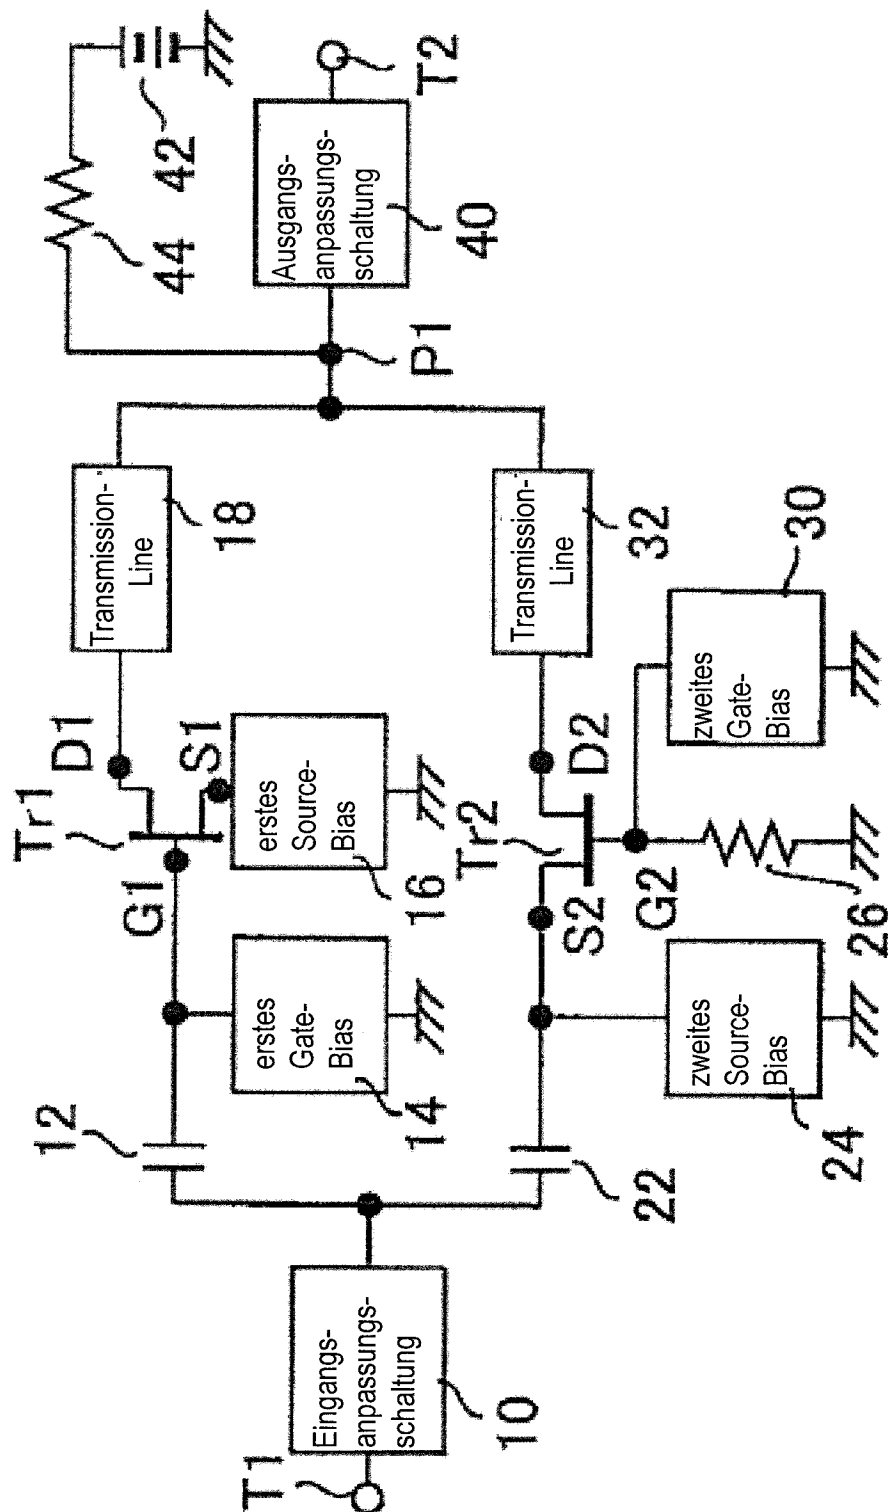 T1
Eingangs-
anpassungs-
schaltung
10
12
erstes
Gate-
Bias
14
G1
Tr1
D1
S1
erstes
Source-
Bias
16
Transmission-
Line
18
22
zweites
Source-
Bias
24
S2
Tr2
D2
G2
26
zweites
Gate-
Bias
30
Transmission-
Line
32
P1
44
42
Ausgangs-
anpassungs-
schaltung
40
T2